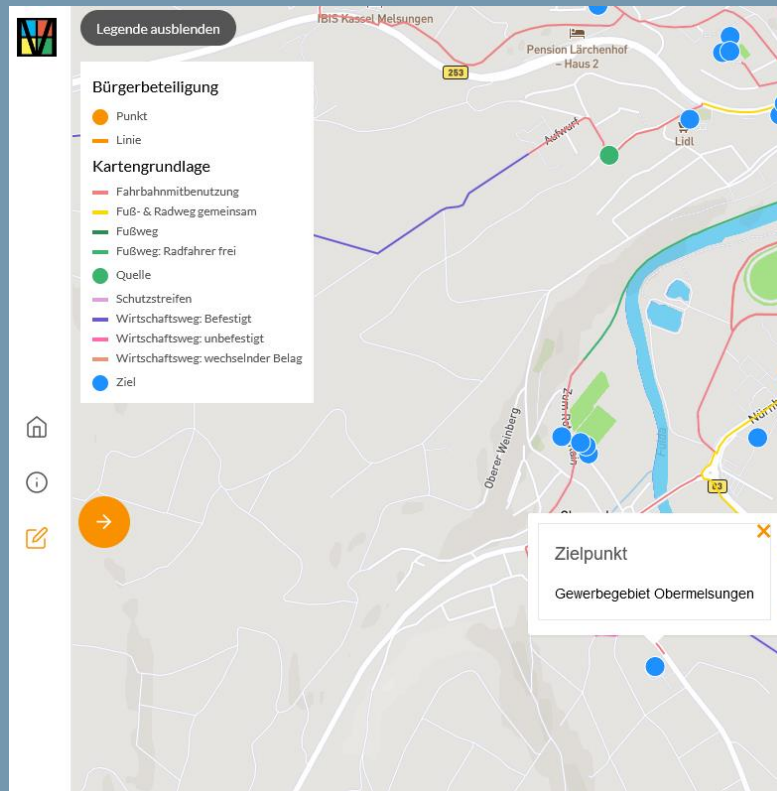 Legende ausblenden
IBIS Kassel Melsungen
Pension Lärchenhof
– Haus 2
253
Bürgerbeteiligung
Punkt
Linie
Kartengrundlage
Fahrbahnmitbenutzung
Fuß- & Radweg gemeinsam
Fußweg
Fußweg: Radfahrer frei
Quelle
Schutzstreifen
Wirtschaftsweg: Befestigt
Wirtschaftsweg: unbefestigt
Wirtschaftsweg: wechselnder Belag
Ziel
Aufwurf
Lidl
Oberer Weinberg
Fulda
83
Zielpunkt
Gewerbegebiet Obermelsungen